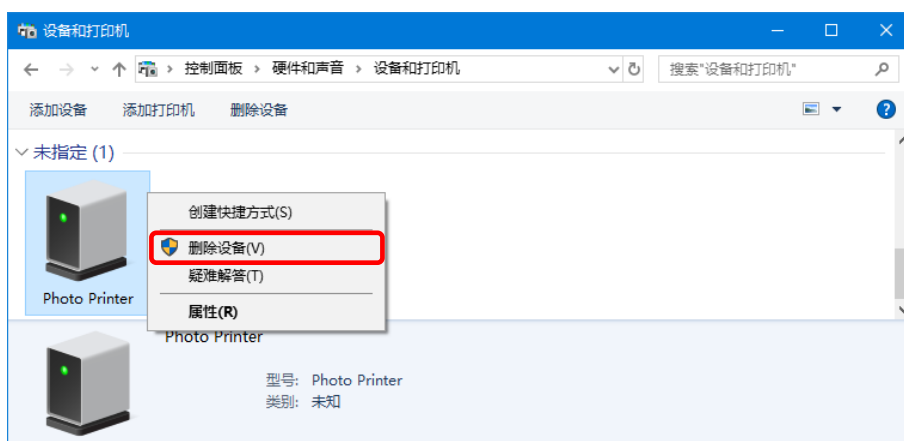 设备和打印机
控制面板 › 硬件和声音 › 设备和打印机
搜索"设备和打印机"
添加设备 添加打印机 删除设备
未指定 (1)
Photo Printer
创建快捷方式(S)
删除设备(V)
疑难解答(T)
属性(R)
Photo Printer
型号: Photo Printer
类别: 未知